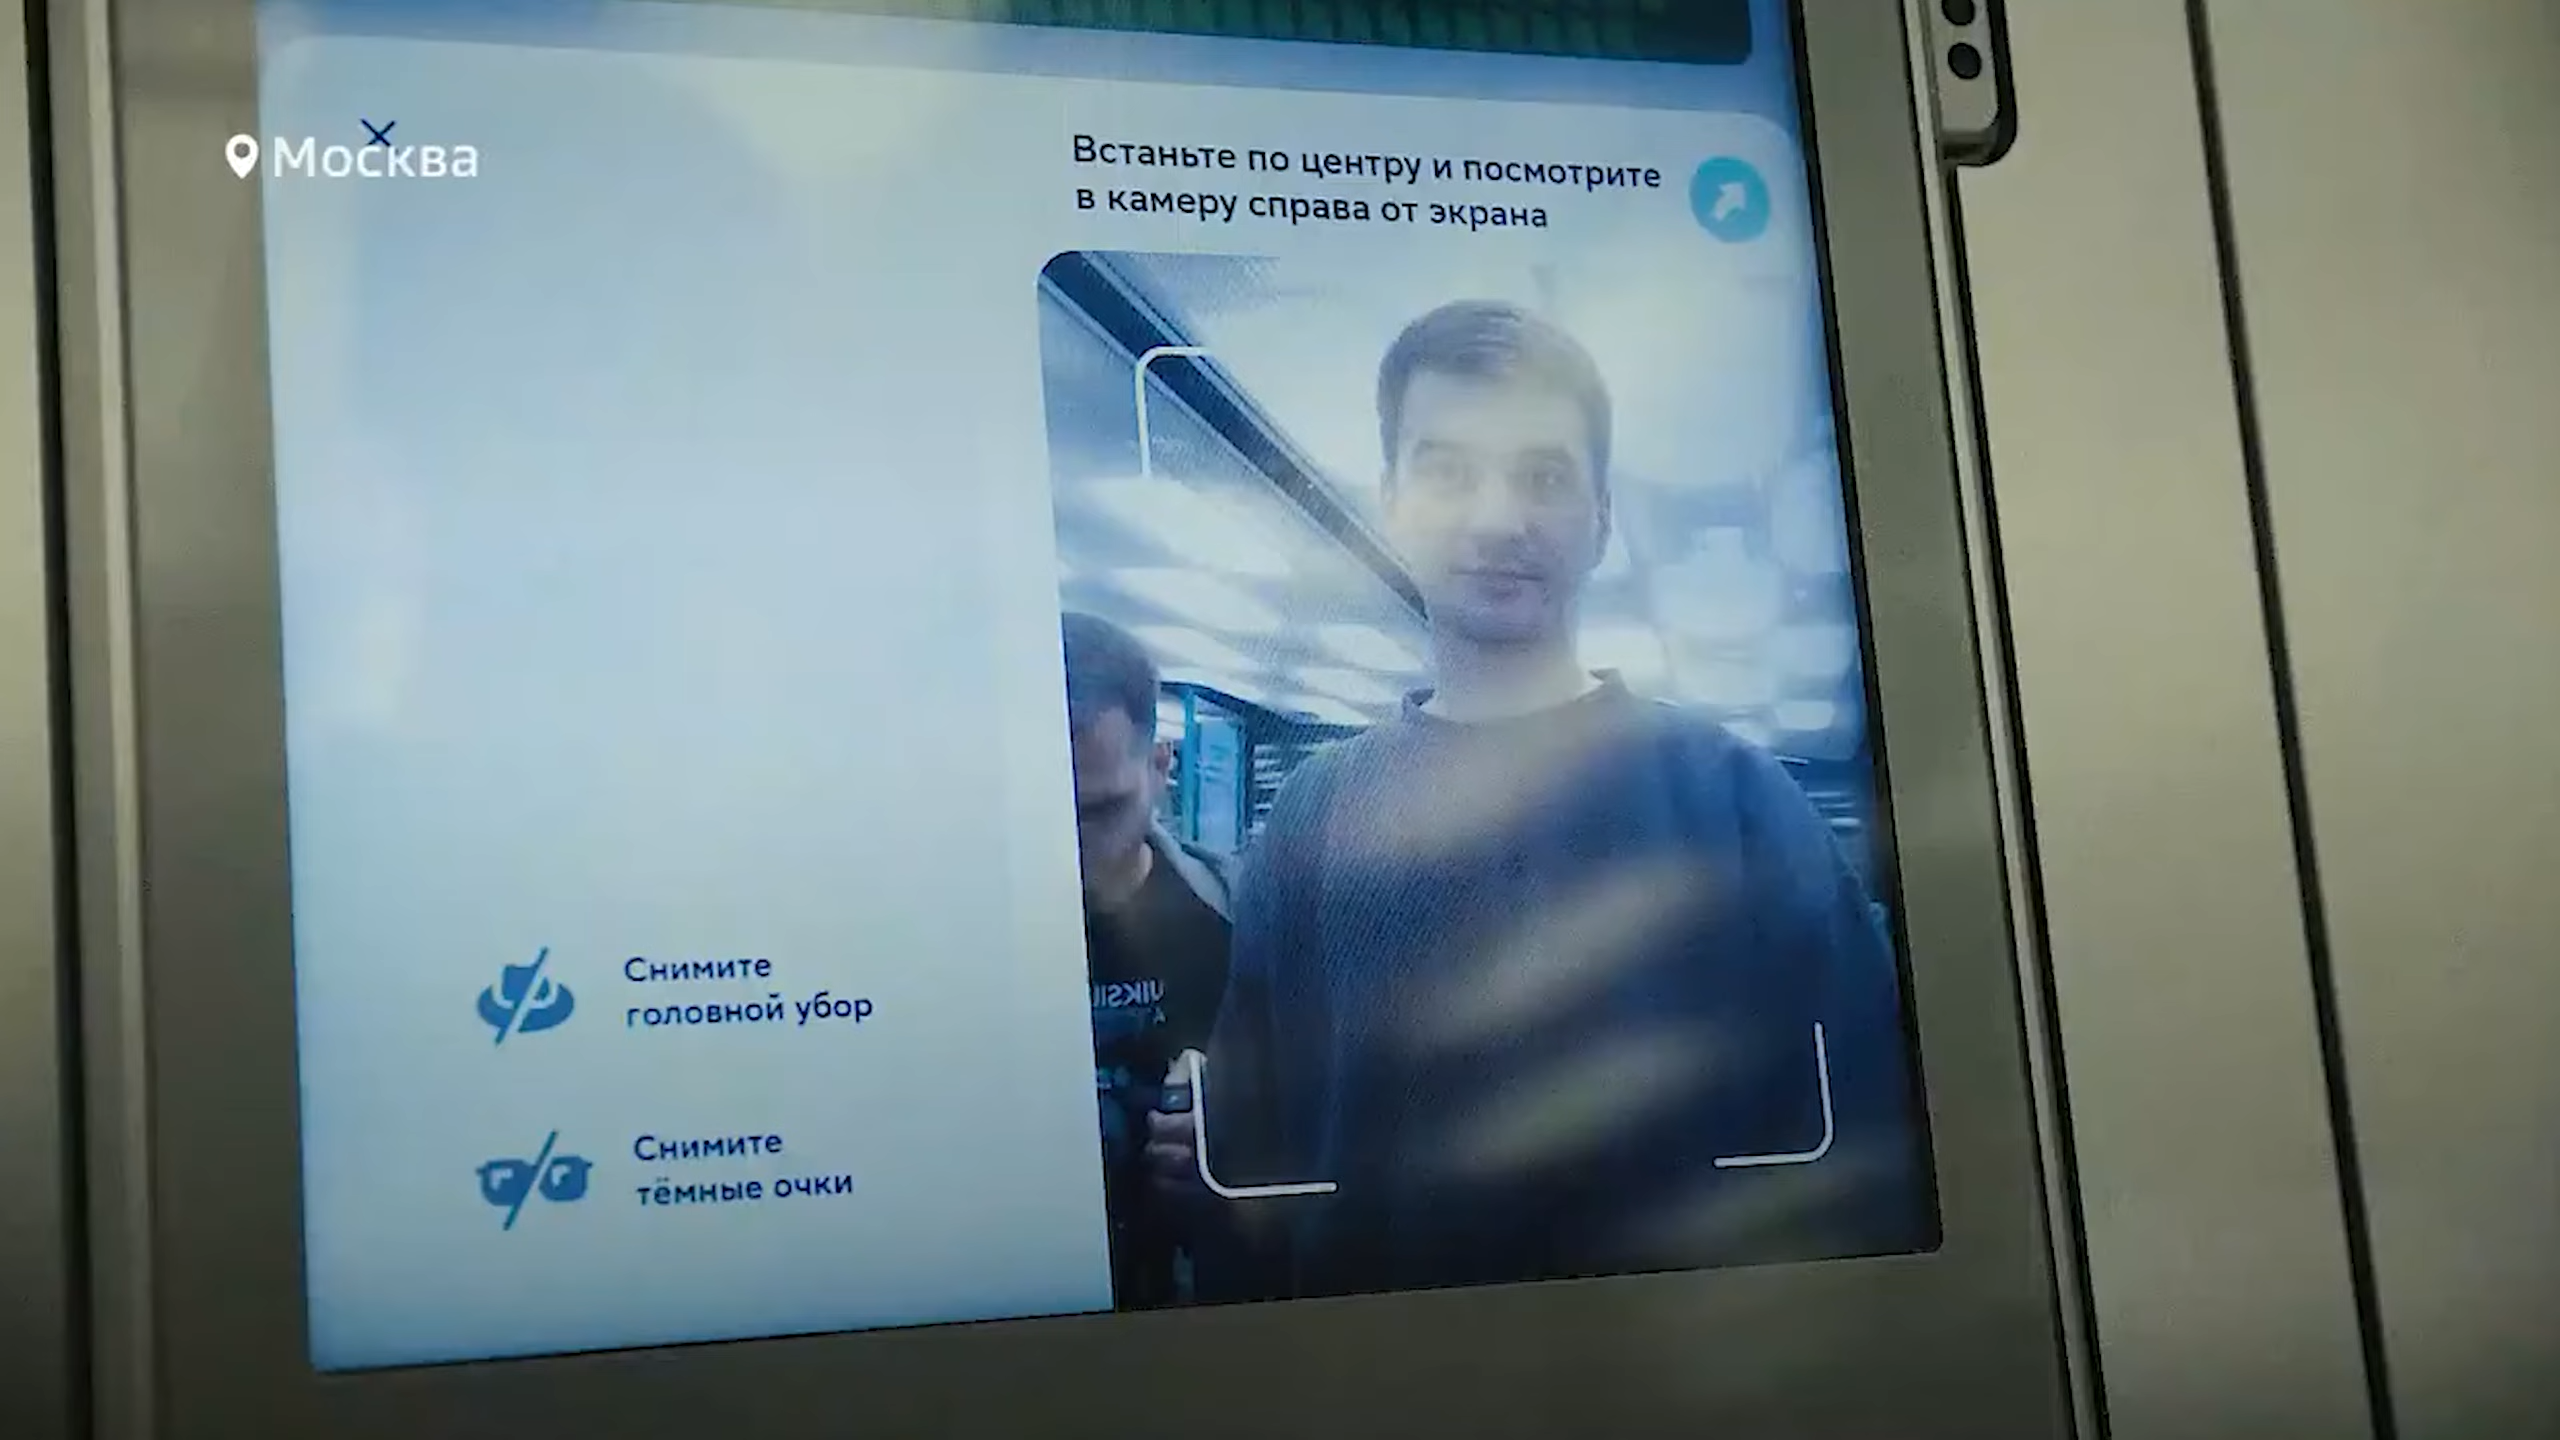 Москва
Встаньте по центру и посмотрите
в камеру справа от экрана
Снимите
головной убор
Снимите
тёмные очки